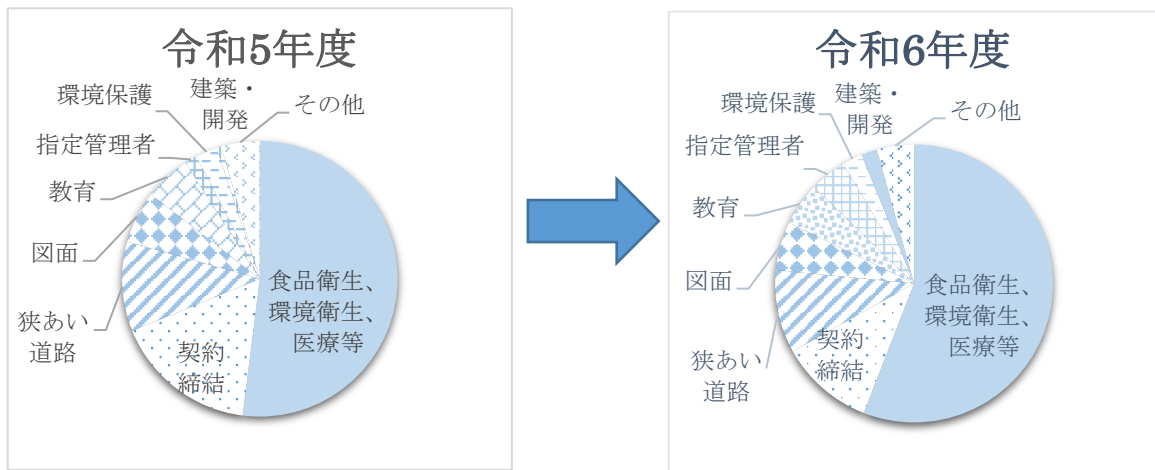 令和5年度
環境保護
建築・
開発
その他
指定管理者
教育
図面
狭あい
道路
契約
締結
食品衛生、
環境衛生、
医療等
令和6年度
環境保護
建築・
開発
その他
指定管理者
教育
図面
狭あい
道路
契約
締結
食品衛生、
環境衛生、
医療等